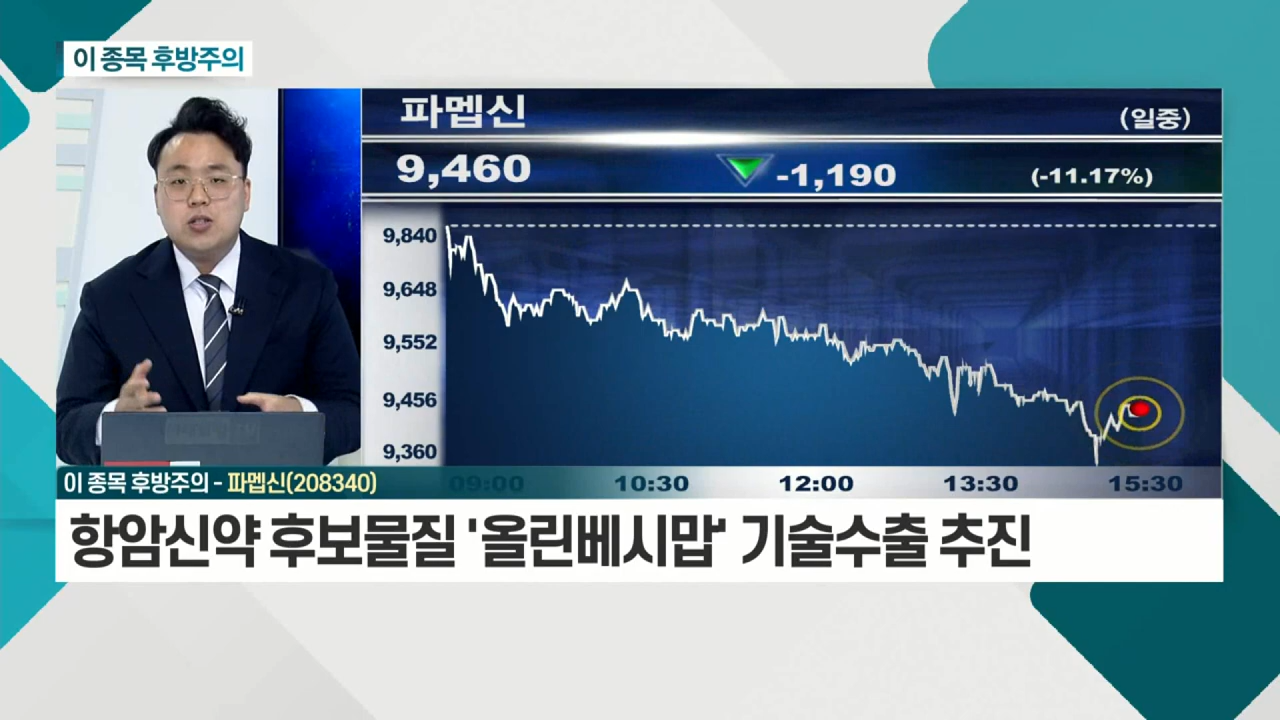 이 종목 후방주의
파멥신
(일중)
9,460 -1,190 (-11.17%)
9,840
9,648
9,552
9,456
9,360
09:00 10:30 12:00 13:30 15:30
이 종목 후방주의 - 파멥신(208340)
항암신약 후보물질 '올린베시맙' 기술수출 추진